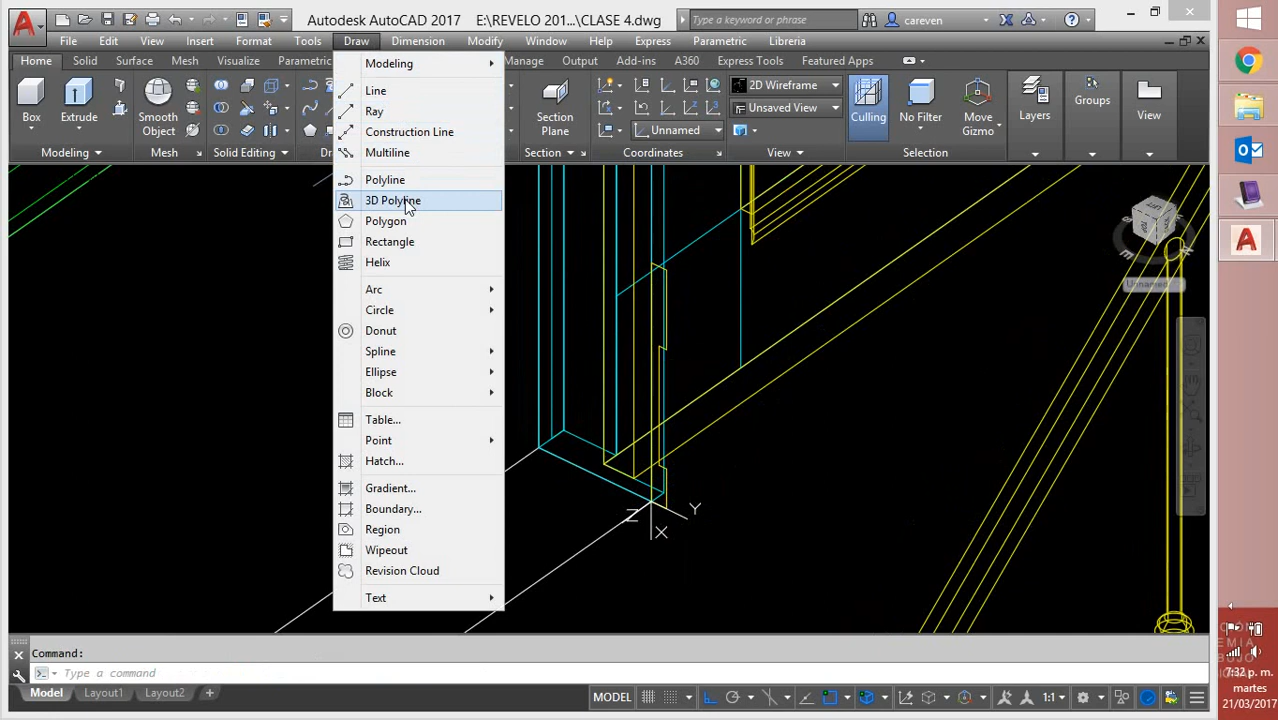 Autodesk AutoCAD 2017 E:\REVELO 201...\CLASE 4.dwg
Type a keyword or phrase
careven
File Edit View Insert Format Tools Draw Dimension Modify Window Help Express Parametric Libreria
Home Solid Surface Mesh Visualize Parametri Manage Output Add-ins A360 Express Tools Featured Apps
Box
Extrude
Smooth
Object
Section
Plane
2D Wireframe
Unsaved View
Unnamed
Culling
No Filter
Move
Gizmo
Layers
Groups
View
Modeling
Mesh
Solid Editing
Section
Coordinates
View
Selection
Modeling
Line
Ray
Construction Line
Multiline
Polyline
3D Polyline
Polygon
Rectangle
Helix
Arc
Circle
Donut
Spline
Ellipse
Block
Table...
Point
Hatch...
Gradient...
Boundary...
Region
Wipeout
Revision Cloud
Text
Unnamed
Z
Y
X
Command:
Type a command
Model Layout1 Layout2 +
MODEL
1:1
7:32 p. m.
martes
21/03/2017